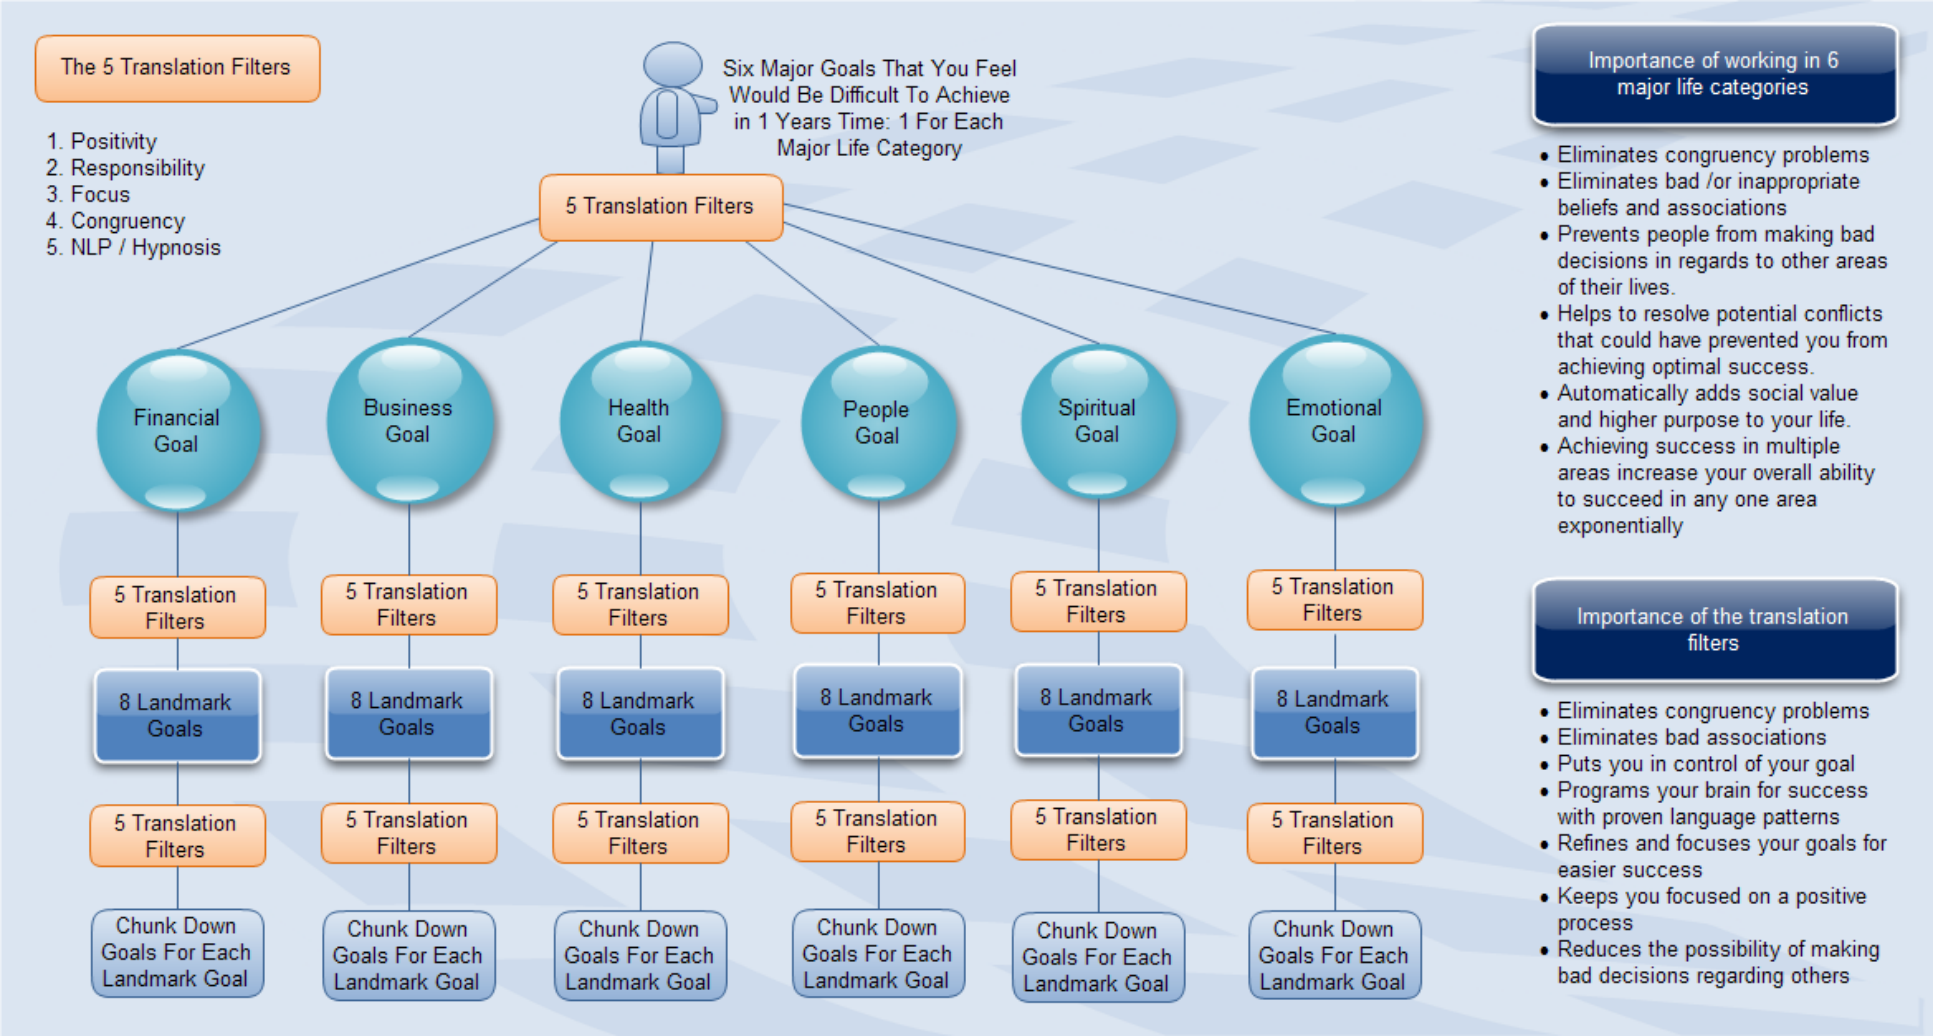 The 5 Translation Filters
1. Positivity
2. Responsibility
3. Focus
4. Congruency
5. NLP / Hypnosis
Six Major Goals That You Feel
Would Be Difficult To Achieve
in 1 Years Time: 1 For Each
Major Life Category
5 Translation Filters
Financial
Goal
Business
Goal
Health
Goal
People
Goal
Spiritual
Goal
Emotional
Goal
5 Translation
Filters
5 Translation
Filters
5 Translation
Filters
5 Translation
Filters
5 Translation
Filters
5 Translation
Filters
8 Landmark
Goals
8 Landmark
Goals
8 Landmark
Goals
8 Landmark
Goals
8 Landmark
Goals
8 Landmark
Goals
5 Translation
Filters
5 Translation
Filters
5 Translation
Filters
5 Translation
Filters
5 Translation
Filters
5 Translation
Filters
Chunk Down
Goals For Each
Landmark Goal
Chunk Down
Goals For Each
Landmark Goal
Chunk Down
Goals For Each
Landmark Goal
Chunk Down
Goals For Each
Landmark Goal
Chunk Down
Goals For Each
Landmark Goal
Chunk Down
Goals For Each
Landmark Goal
Importance of working in 6
major life categories
• Eliminates congruency problems
• Eliminates bad /or inappropriate
beliefs and associations
• Prevents people from making bad
decisions in regards to other areas
of their lives.
• Helps to resolve potential conflicts
that could have prevented you from
achieving optimal success.
• Automatically adds social value
and higher purpose to your life.
• Achieving success in multiple
areas increase your overall ability
to succeed in any one area
exponentially
Importance of the translation
filters
• Eliminates congruency problems
• Eliminates bad associations
• Puts you in control of your goal
• Programs your brain for success
with proven language patterns
• Refines and focuses your goals for
easier success
• Keeps you focused on a positive
process
• Reduces the possibility of making
bad decisions regarding others